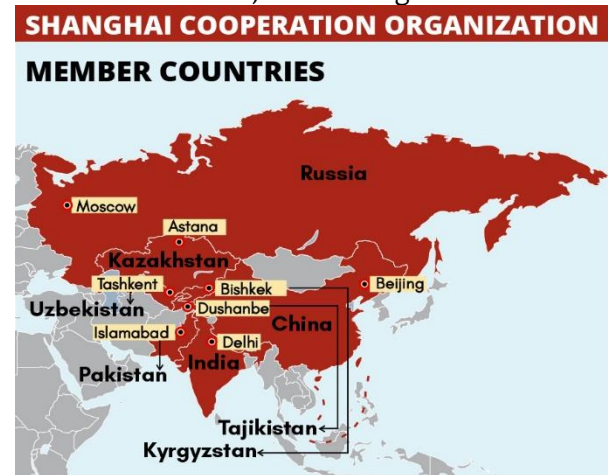 SHANGHAI COOPERATION ORGANIZATION
MEMBER COUNTRIES
Russia
Moscow
Astana
Kazakhstan
Tashkent
Bishkek
Beijing
Uzbekistan
Dushanbe
China
Islamabad
Delhi
India
Pakistan
Tajikistan
Kyrgyzstan